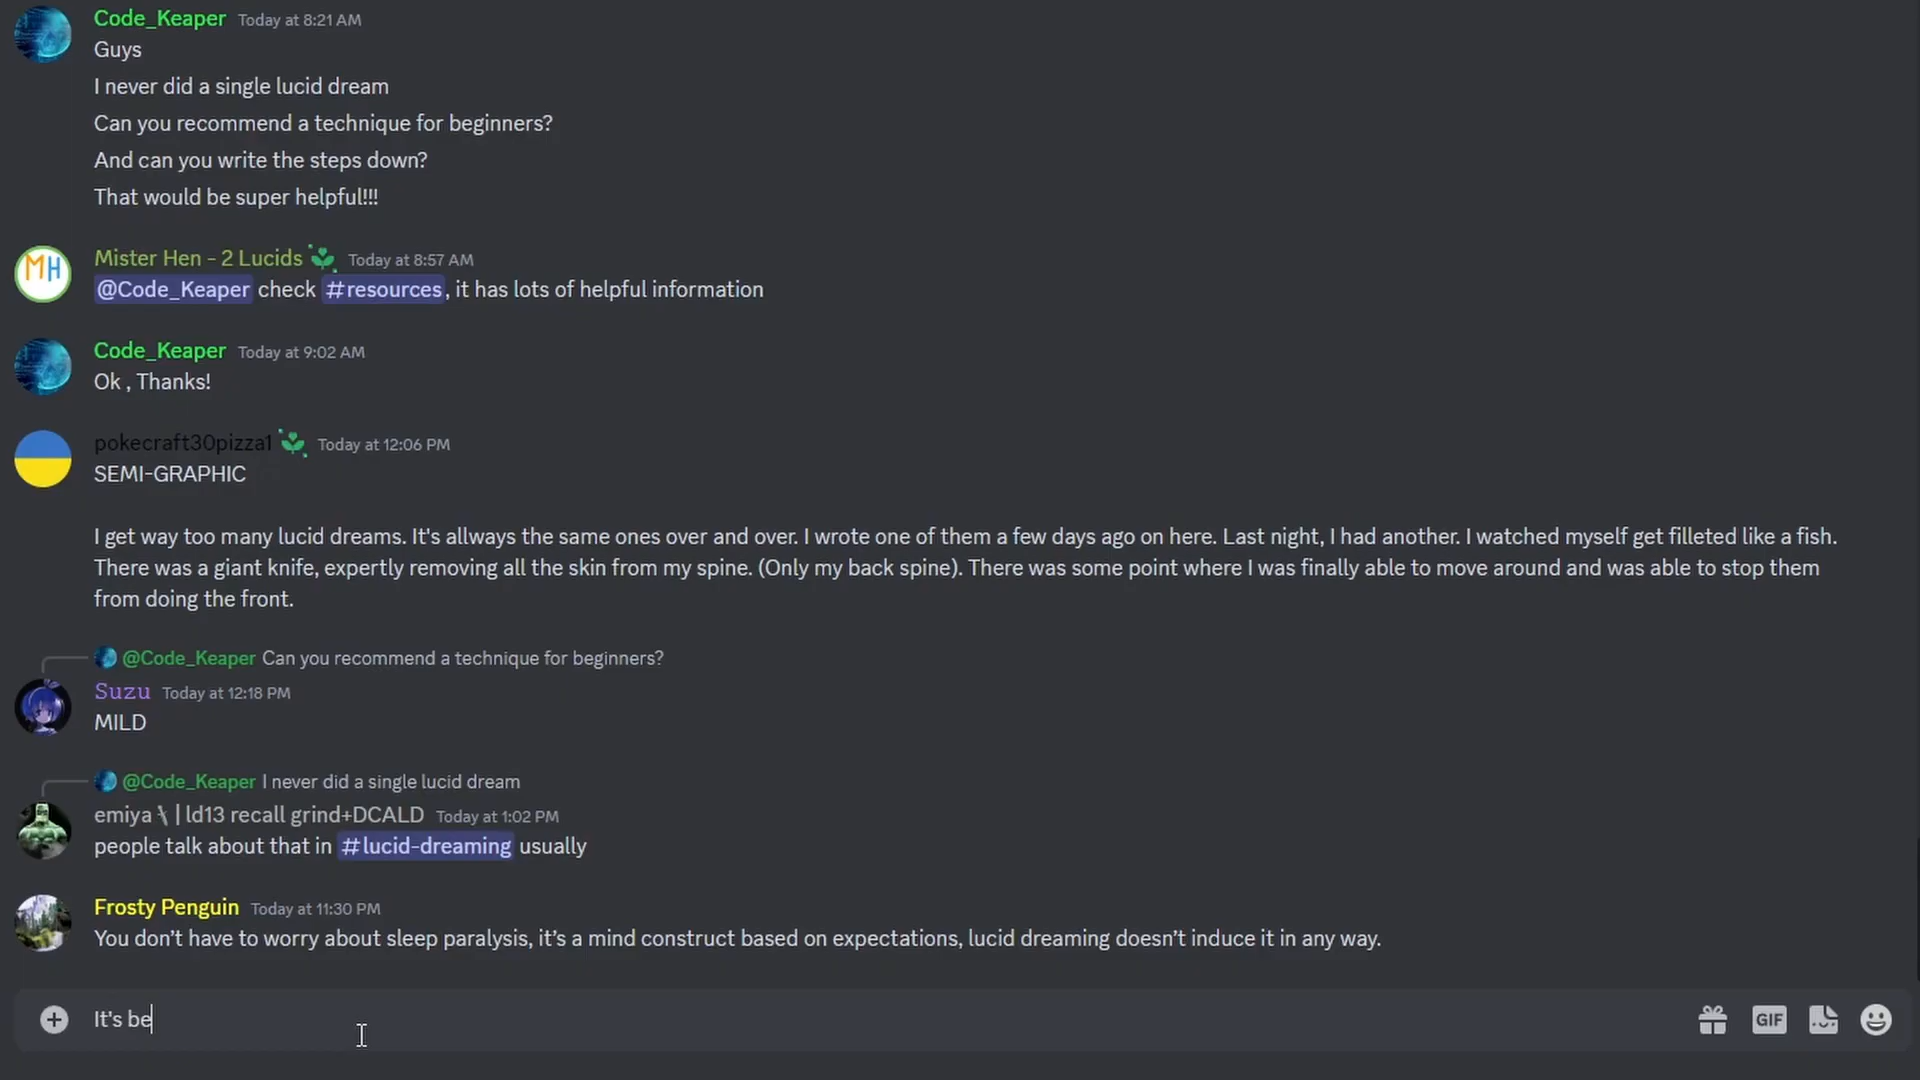 Code_Keaper Today at 8:21 AM
Guys
I never did a single lucid dream
Can you recommend a technique for beginners?
And can you write the steps down?
That would be super helpful!!!
MH
Mister Hen - 2 Lucids Today at 8:57 AM
@Code_Keaper check #resources, it has lots of helpful information
Code_Keaper Today at 9:02 AM
Ok , Thanks!
pokecraft30pizza1 Today at 12:06 PM
SEMI-GRAPHIC
I get way too many lucid dreams. It's allways the same ones over and over. I wrote one of them a few days ago on here. Last night, I had another. I watched myself get filleted like a fish.
There was a giant knife, expertly removing all the skin from my spine. (Only my back spine). There was some point where I was finally able to move around and was able to stop them
from doing the front.
@Code_Keaper Can you recommend a technique for beginners?
Suzu Today at 12:18 PM
MILD
@Code_Keaper I never did a single lucid dream
emiya | ld13 recall grind+DCALD Today at 1:02 PM
people talk about that in #lucid-dreaming usually
Frosty Penguin Today at 11:30 PM
You don’t have to worry about sleep paralysis, it’s a mind construct based on expectations, lucid dreaming doesn’t induce it in any way.
It's be
GIF